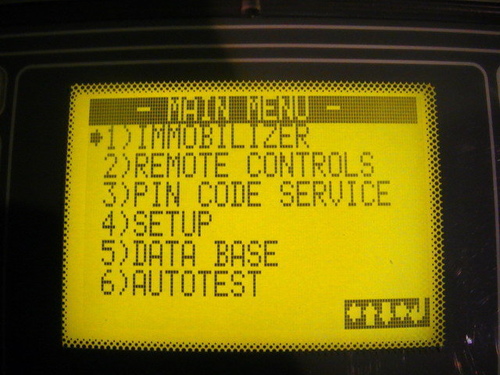 - MAIN MENU -
1)IMMOBILIZER
2)REMOTE CONTROLS
3)PIN CODE SERVICE
4)SETUP
5)DATA BASE
6)AUTOTEST